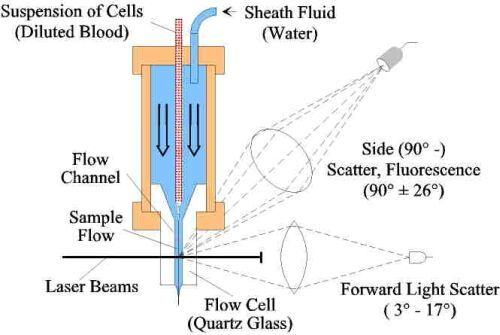 Suspension of Cells
(Diluted Blood)
Sheath Fluid
(Water)
Side (90° -)
Scatter, Fluorescence
(90° ± 26°)
Flow
Channel
Sample
Flow
Laser Beams
Flow Cell
(Quartz Glass)
Forward Light Scatter
( 3° - 17°)